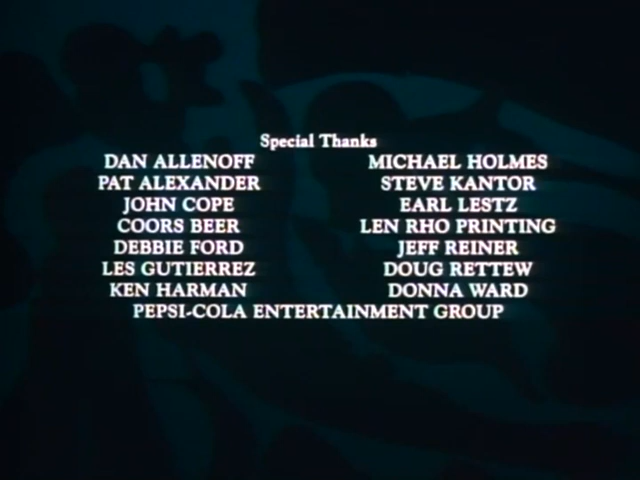 Special Thanks
DAN ALLENOFF MICHAEL HOLMES
PAT ALEXANDER STEVE KANTOR
JOHN COPE EARL LESTZ
COORS BEER LEN RHO PRINTING
DEBBIE FORD JEFF REINER
LES GUTIERREZ DOUG RETTEW
KEN HARMAN DONNA WARD
PEPSI-COLA ENTERTAINMENT GROUP